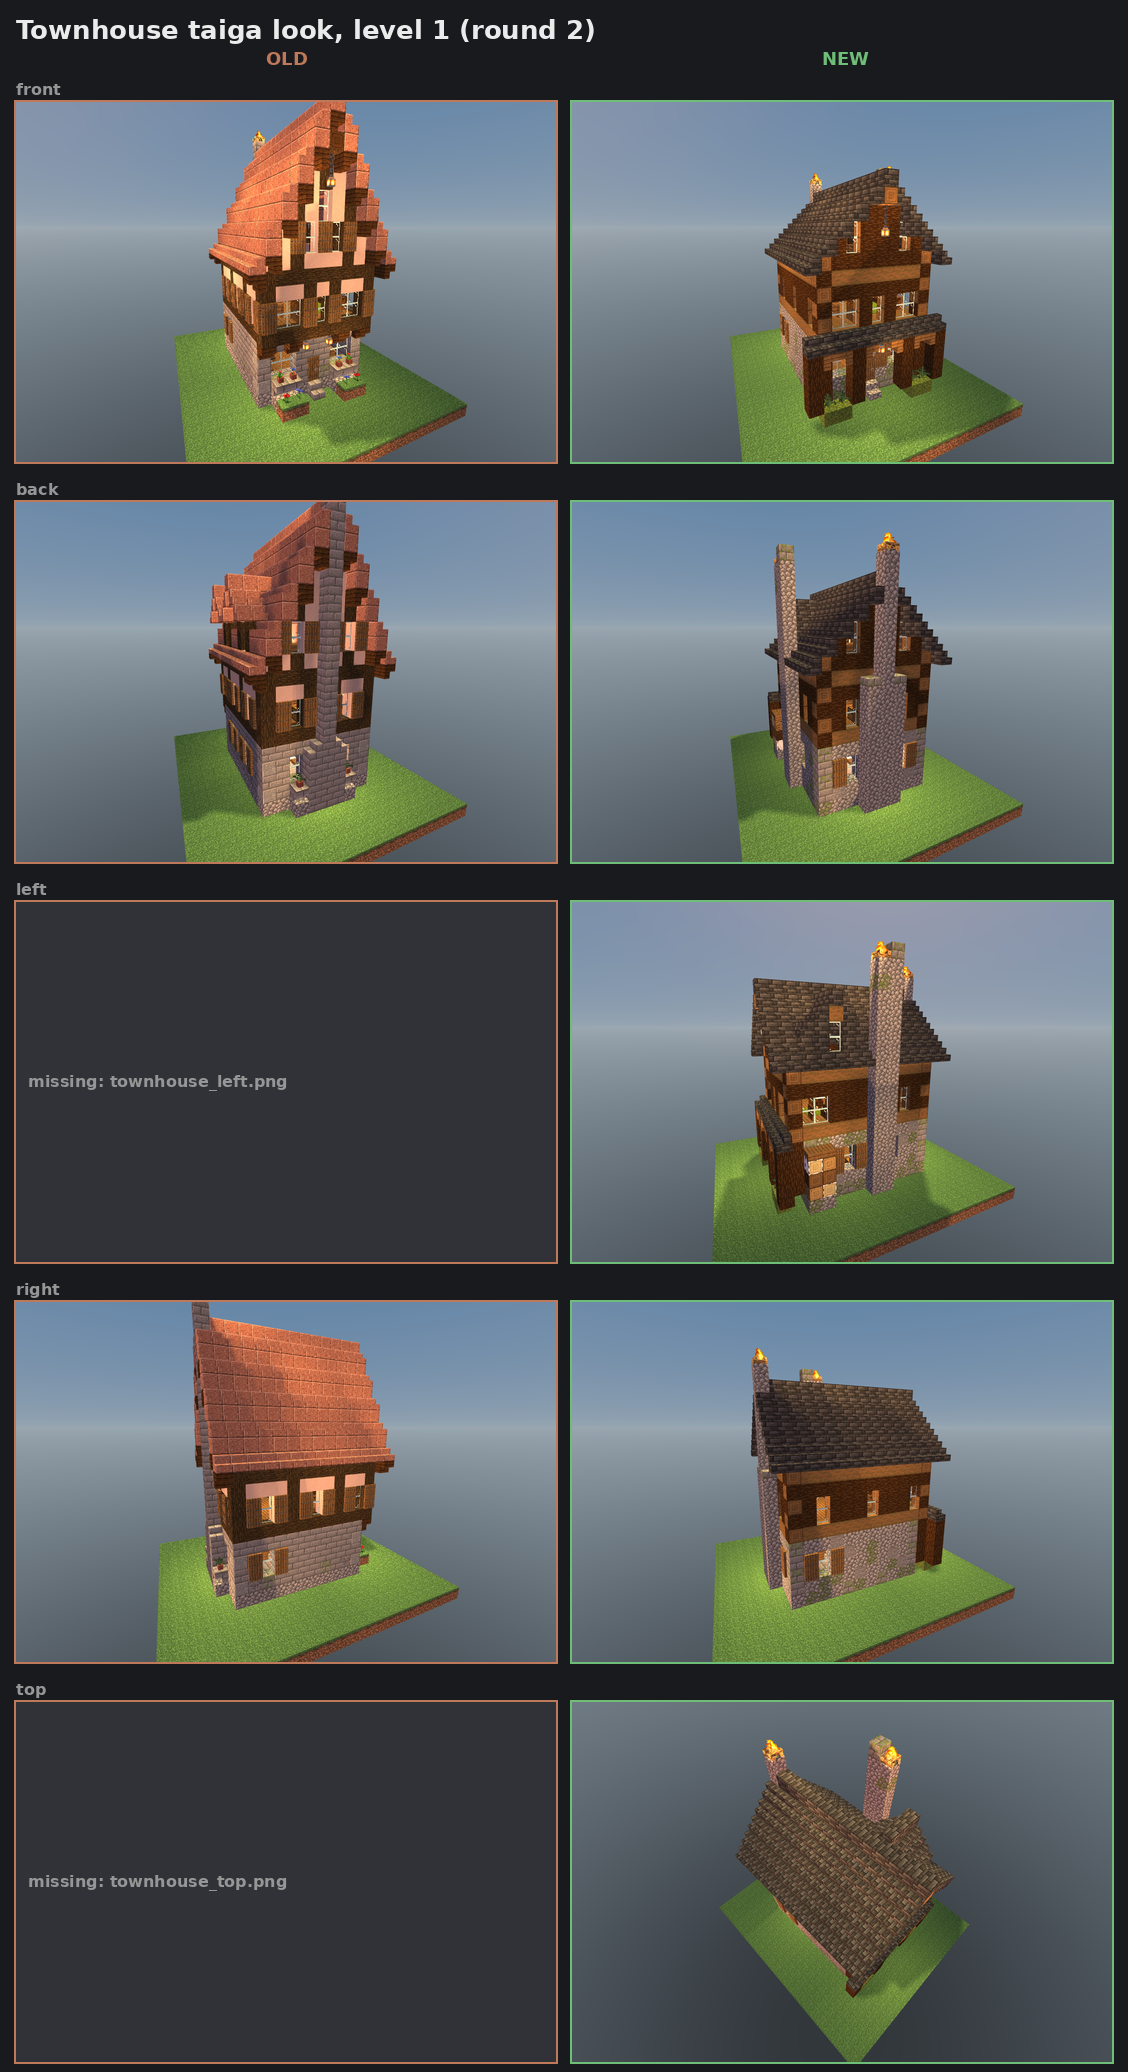 Townhouse taiga look, level 1 (round 2)
OLD
NEW
front
back
left
missing: townhouse_left.png
right
top
missing: townhouse_top.png